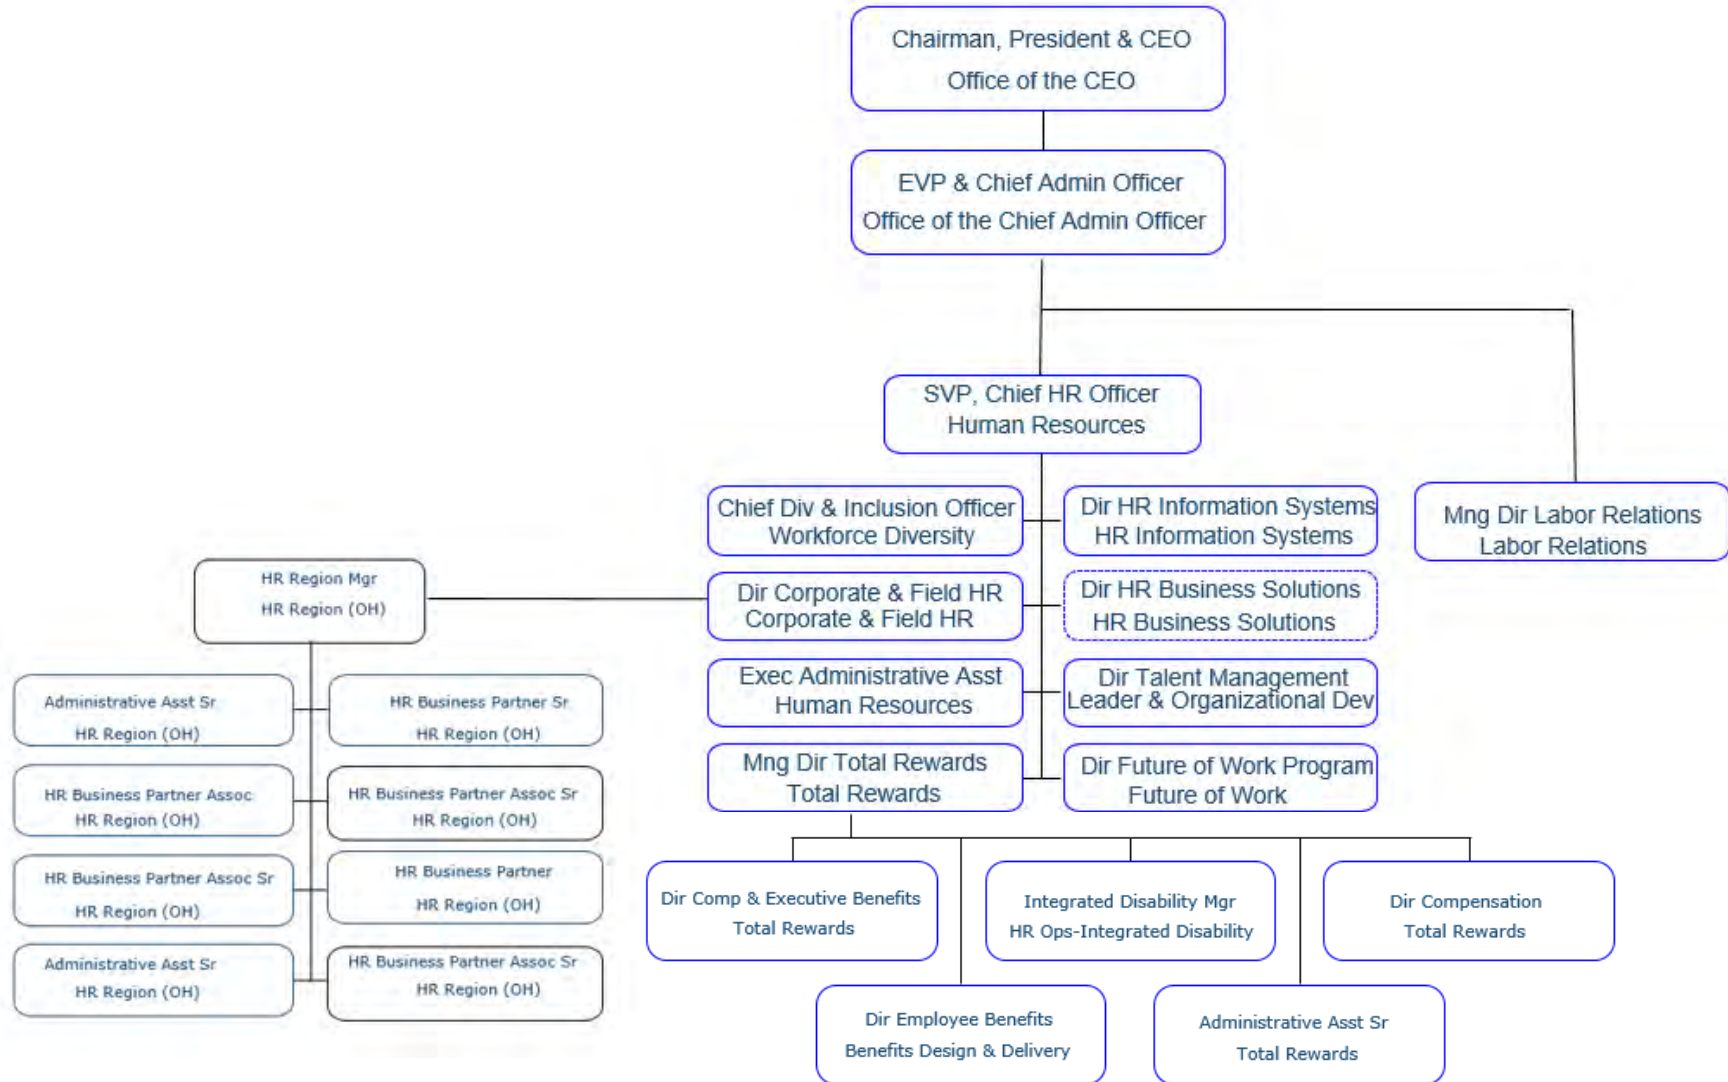 Chairman, President & CEO
Office of the CEO
EVP & Chief Admin Officer
Office of the Chief Admin Officer
SVP, Chief HR Officer
Human Resources
Mng Dir Labor Relations
Labor Relations
Chief Div & Inclusion Officer
Workforce Diversity
Dir HR Information Systems
HR Information Systems
Dir Corporate & Field HR
Corporate & Field HR
Dir HR Business Solutions
HR Business Solutions
Exec Administrative Asst
Human Resources
Dir Talent Management
Leader & Organizational Dev
Mng Dir Total Rewards
Total Rewards
Dir Future of Work Program
Future of Work
HR Region Mgr
HR Region (OH)
Administrative Asst Sr
HR Region (OH)
HR Business Partner Sr
HR Region (OH)
HR Business Partner Assoc
HR Region (OH)
HR Business Partner Assoc Sr
HR Region (OH)
HR Business Partner Assoc Sr
HR Region (OH)
HR Business Partner
HR Region (OH)
Administrative Asst Sr
HR Region (OH)
HR Business Partner Assoc Sr
HR Region (OH)
Dir Comp & Executive Benefits
Total Rewards
Integrated Disability Mgr
HR Ops-Integrated Disability
Dir Compensation
Total Rewards
Dir Employee Benefits
Benefits Design & Delivery
Administrative Asst Sr
Total Rewards